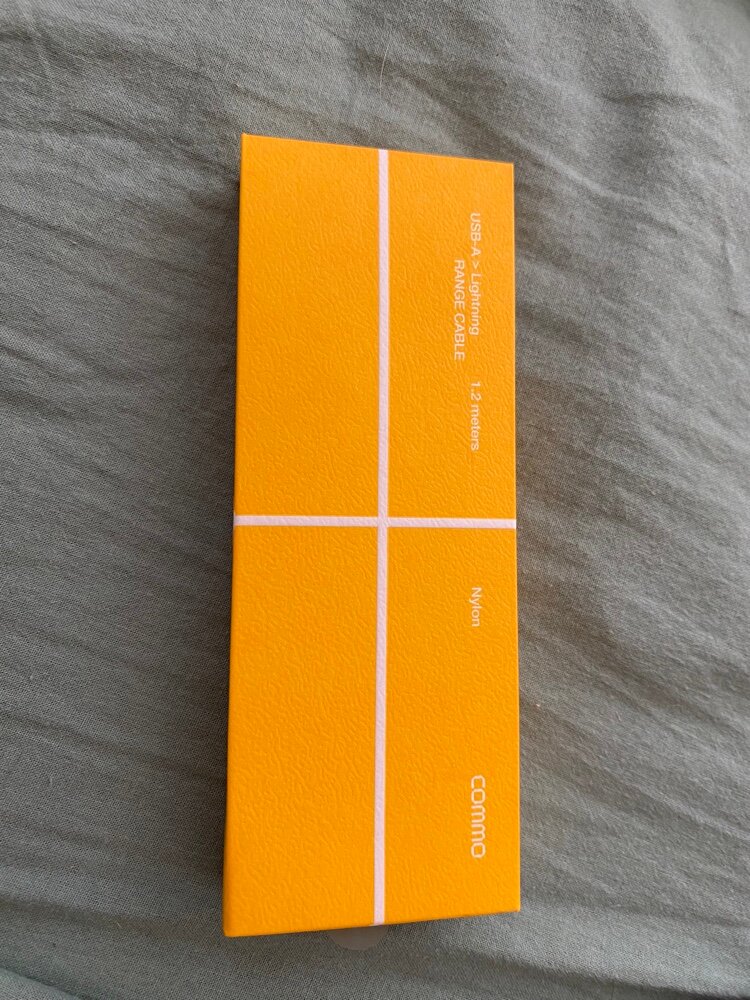 USB-A > Lightning 1.2 meters Nylon COMMO
RANGE CABLE